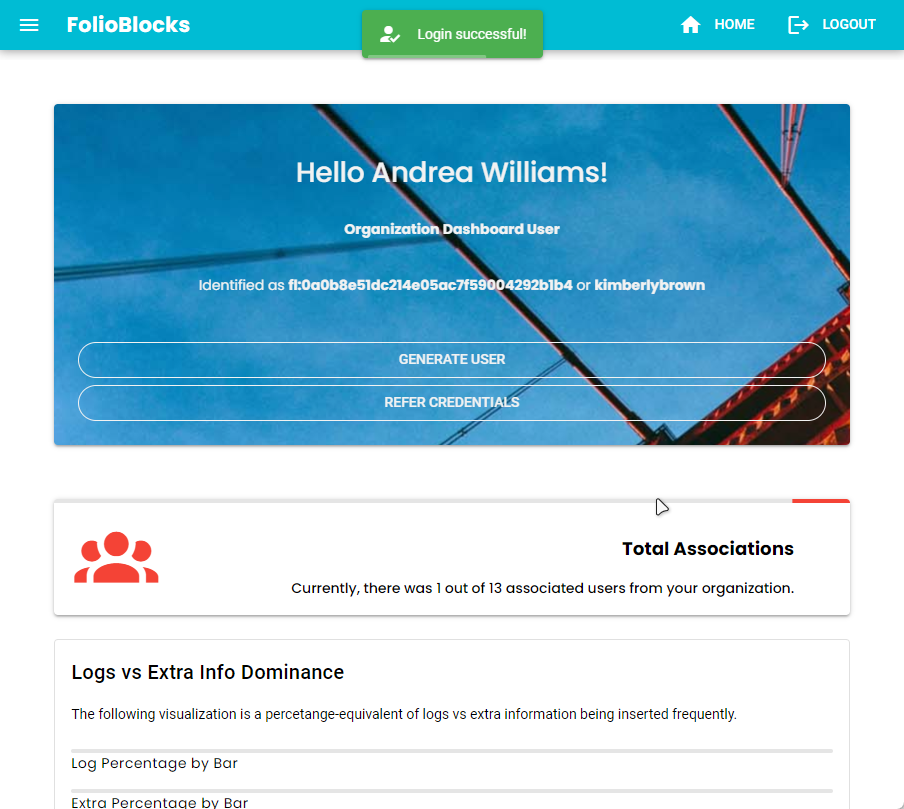 FolioBlocks
Login successful!
HOME
LOGOUT
Hello Andrea Williams!
Organization Dashboard User
Identified as fl:0a0b8e51dc214e05ac7f59004292b1b4 or kimberlybrown
GENERATE USER
REFER CREDENTIALS
Total Associations
Currently, there was 1 out of 13 associated users from your organization.
Logs vs Extra Info Dominance
The following visualization is a percetange-equivalent of logs vs extra information being inserted frequently.
Log Percentage by Bar
Extra Percentage by Bar